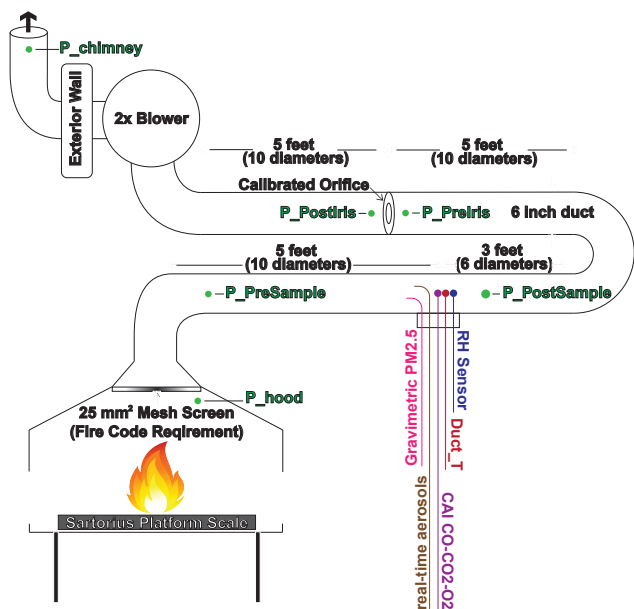 P_chimney
Exterior Wall
2x Blower
5 feet
(10 diameters)
5 feet
(10 diameters)
Calibrated Orifice
P_PostIris
P_PreIris
6 inch duct
5 feet
(10 diameters)
3 feet
(6 diameters)
P_PreSample
P_PostSample
P_hood
25 mm² Mesh Screen
(Fire Code Reqirement)
Sartorius Platform Scale
Gravimetric PM2.5
real-time aerosols
CAI CO-CO2-O2
Duct_T
RH Sensor